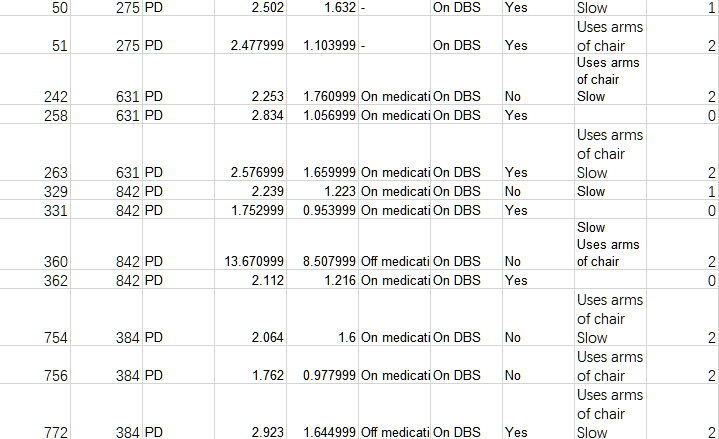 50 275 PD 2.502 1.632 - On DBS Yes Slow 1
Uses arms
51 275 PD 2.477999 1.103999 - On DBS Yes of chair 2
Uses arms
of chair
242 631 PD 2.253 1.760999 On medicati On DBS No Slow 2
258 631 PD 2.834 1.056999 On medicati On DBS Yes 0
Uses arms
of chair
263 631 PD 2.576999 1.659999 On medicati On DBS Yes Slow 2
329 842 PD 2.239 1.223 On medicati On DBS No Slow 1
331 842 PD 1.752999 0.953999 On medicati On DBS Yes 0
Slow
Uses arms
360 842 PD 13.670999 8.507999 Off medicati On DBS No of chair 2
362 842 PD 2.112 1.216 On medicati On DBS Yes 0
Uses arms
of chair
754 384 PD 2.064 1.6 On medicati On DBS No Slow 2
Uses arms
756 384 PD 1.762 0.977999 On medicati On DBS No of chair 2
Uses arms
of chair
772 384 PD 2.923 1.644999 Off medicati On DBS Yes Slow 2